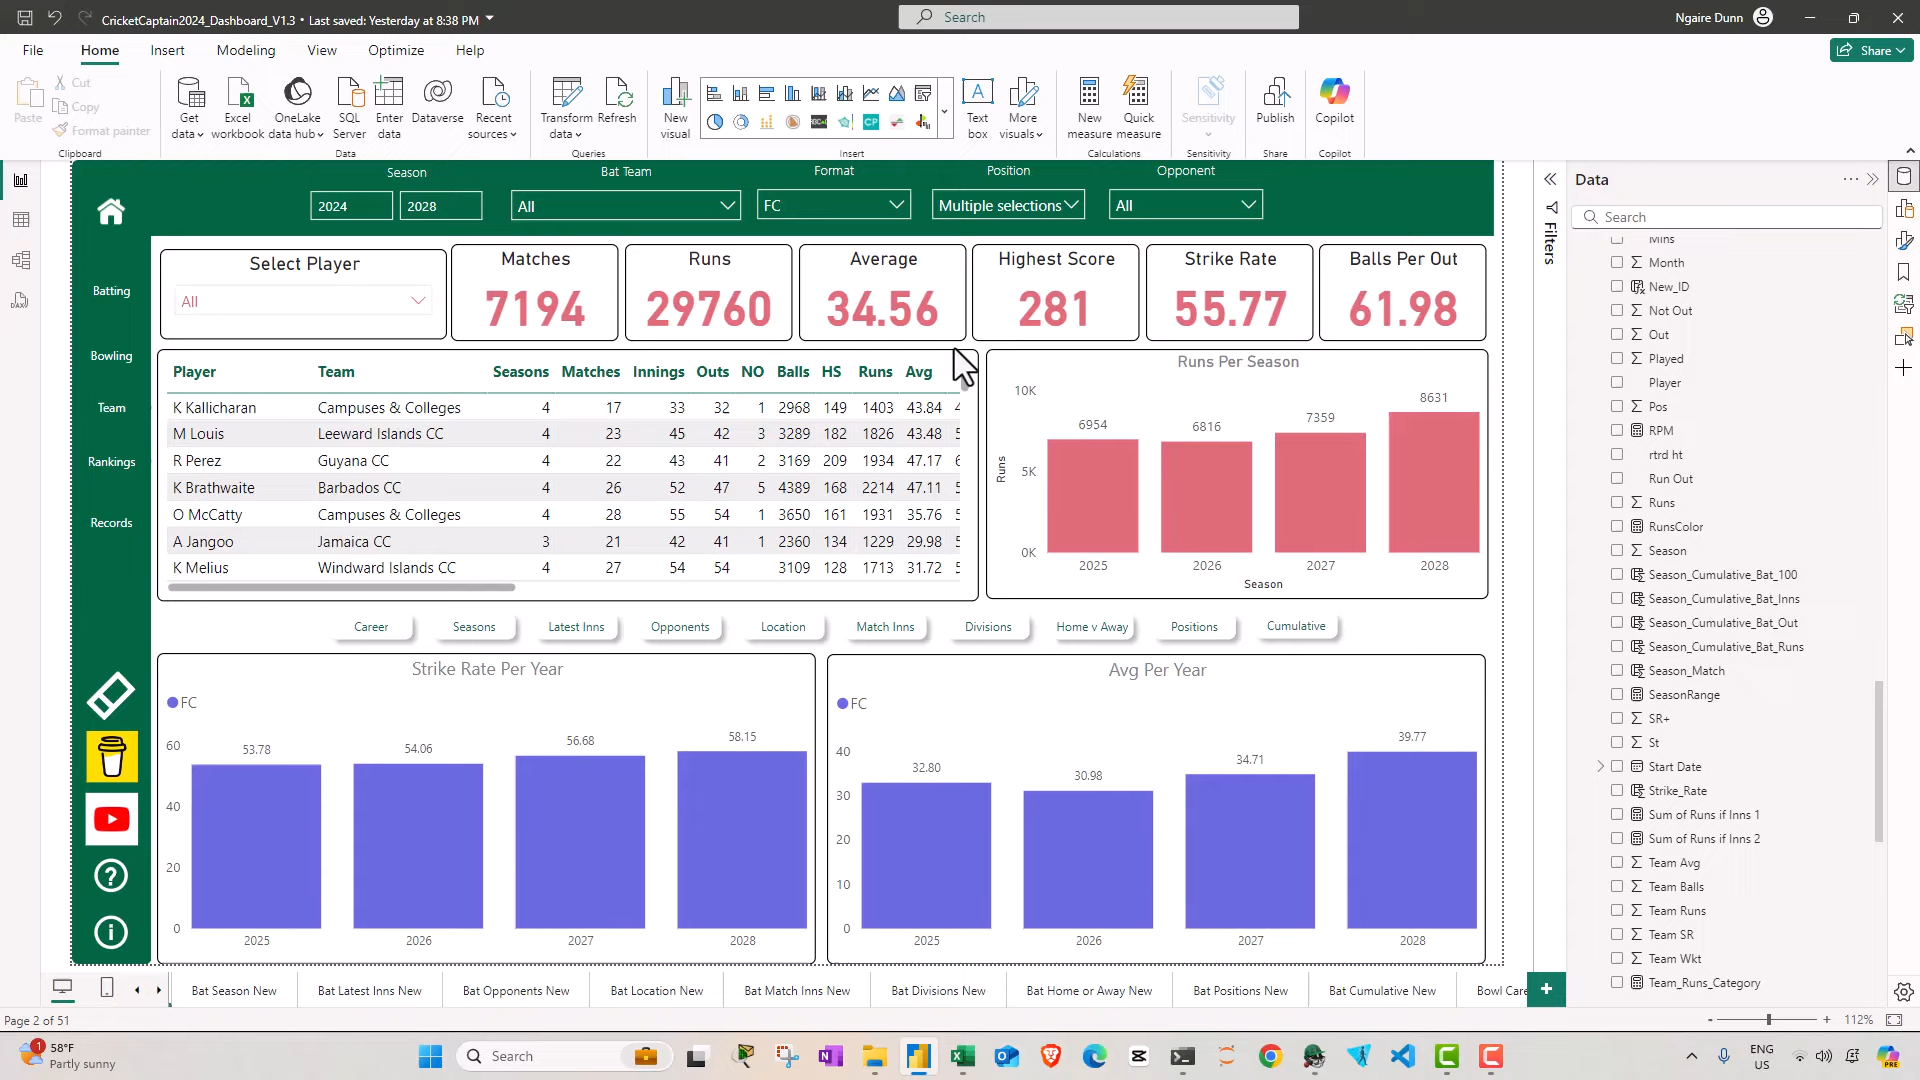 CricketCaptain2024_Dashboard_V1.3 • Last saved: Yesterday at 8:38 PM
Search
Ngaire Dunn
File
Home
Insert
Modeling
View
Optimize
Help
Share
Paste
Cut
Copy
Format painter
Get data
Excel workbook
OneLake data hub
SQL Server
Enter data
Dataverse
Recent sources
Transform data
Refresh
New visual
Text box
More visuals
New measure
Quick measure
Sensitivity
Publish
Copilot
Clipboard
Data
Queries
Insert
Calculations
Sensitivity
Share
Copilot
Season
Bat Team
Format
Position
Opponent
2024
2028
All
FC
Multiple selections
All
Batting
Bowling
Team
Rankings
Records
Select Player
All
Matches
7194
Runs
29760
Average
34.56
Highest Score
281
Strike Rate
55.77
Balls Per Out
61.98
Player Team Seasons Matches Innings Outs NO Balls HS Runs Avg
K Kallicharan Campuses & Colleges 4 17 33 32 1 2968 149 1403 43.84 4
M Louis Leeward Islands CC 4 23 45 42 3 3289 182 1826 43.48 5
R Perez Guyana CC 4 22 43 41 2 3169 209 1934 47.17 6
K Brathwaite Barbados CC 4 26 52 47 5 4389 168 2214 47.11 5
O McCatty Campuses & Colleges 4 28 55 54 1 3650 161 1931 35.76 5
A Jangoo Jamaica CC 3 21 42 41 1 2360 134 1229 29.98 5
K Melius Windward Islands CC 4 27 54 54 3109 128 1713 31.72 5
Runs Per Season
10K
5K
0K
Runs
6954
6816
7359
8631
2025
2026
2027
2028
Season
Career
Seasons
Latest Inns
Opponents
Location
Match Inns
Divisions
Home v Away
Positions
Cumulative
Strike Rate Per Year
FC
60
40
20
0
53.78
54.06
56.68
58.15
2025
2026
2027
2028
Avg Per Year
FC
40
30
20
10
0
32.80
30.98
34.71
39.77
2025
2026
2027
2028
Filters
Data
Search
Mins
Month
New_ID
Not Out
Out
Played
Player
Pos
RPM
rtrd ht
Run Out
Runs
RunsColor
Season
Season_Cumulative_Bat_100
Season_Cumulative_Bat_Inns
Season_Cumulative_Bat_Out
Season_Cumulative_Bat_Runs
Season_Match
SeasonRange
SR+
St
Start Date
Strike_Rate
Sum of Runs if Inns 1
Sum of Runs if Inns 2
Team Avg
Team Balls
Team Runs
Team SR
Team Wkt
Team_Runs_Category
Bat Season New
Bat Latest Inns New
Bat Opponents New
Bat Location New
Bat Match Inns New
Bat Divisions New
Bat Home or Away New
Bat Positions New
Bat Cumulative New
Bowl Care
Page 2 of 51
112%
1
58°F
Partly sunny
Search
ENG
US
PRE